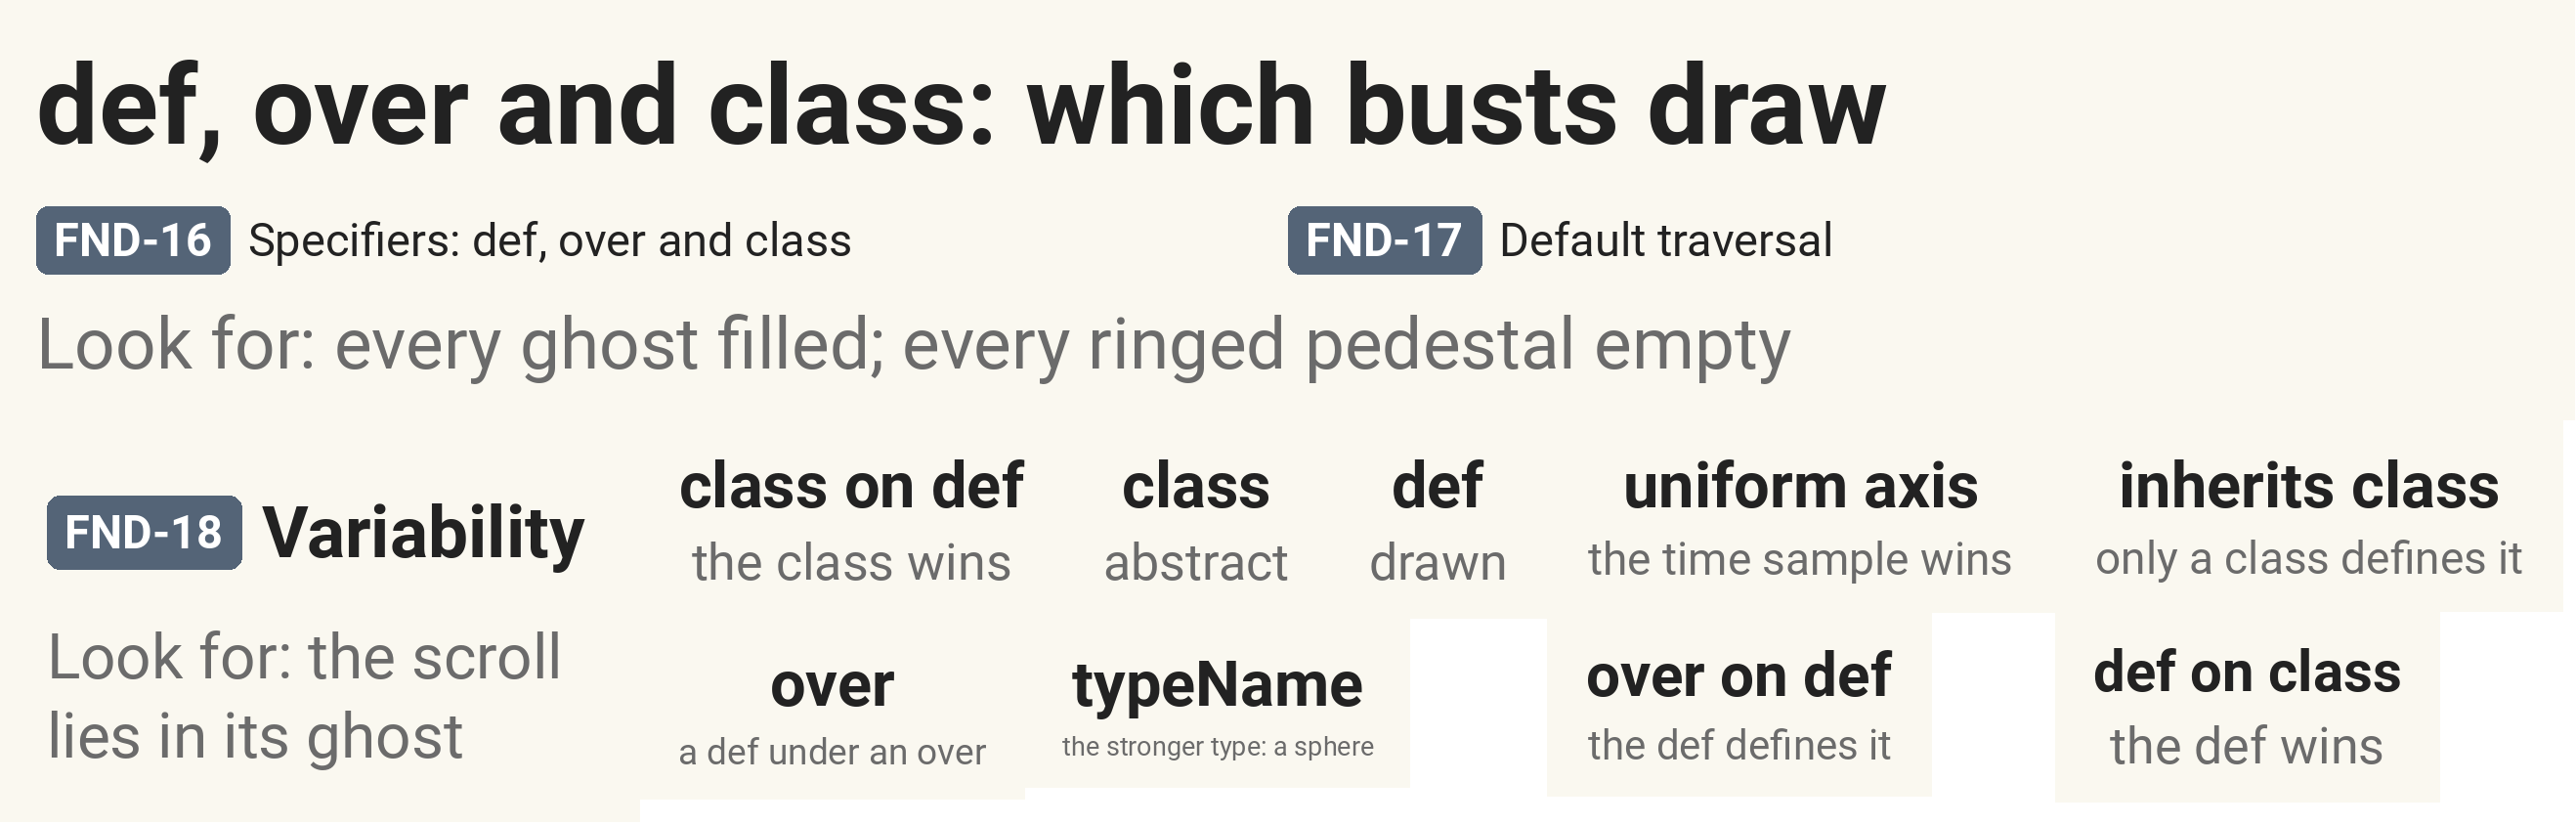 def, over and class: which busts draw
FND-16 Specifiers: def, over and class
FND-17 Default traversal
Look for: every ghost filled; every ringed pedestal empty
FND-18 Variability
Look for: the scroll
lies in its ghost
class on def
the class wins
class
abstract
def
drawn
uniform axis
the time sample wins
inherits class
only a class defines it
over
a def under an over
typeName
the stronger type: a sphere
over on def
the def defines it
def on class
the def wins